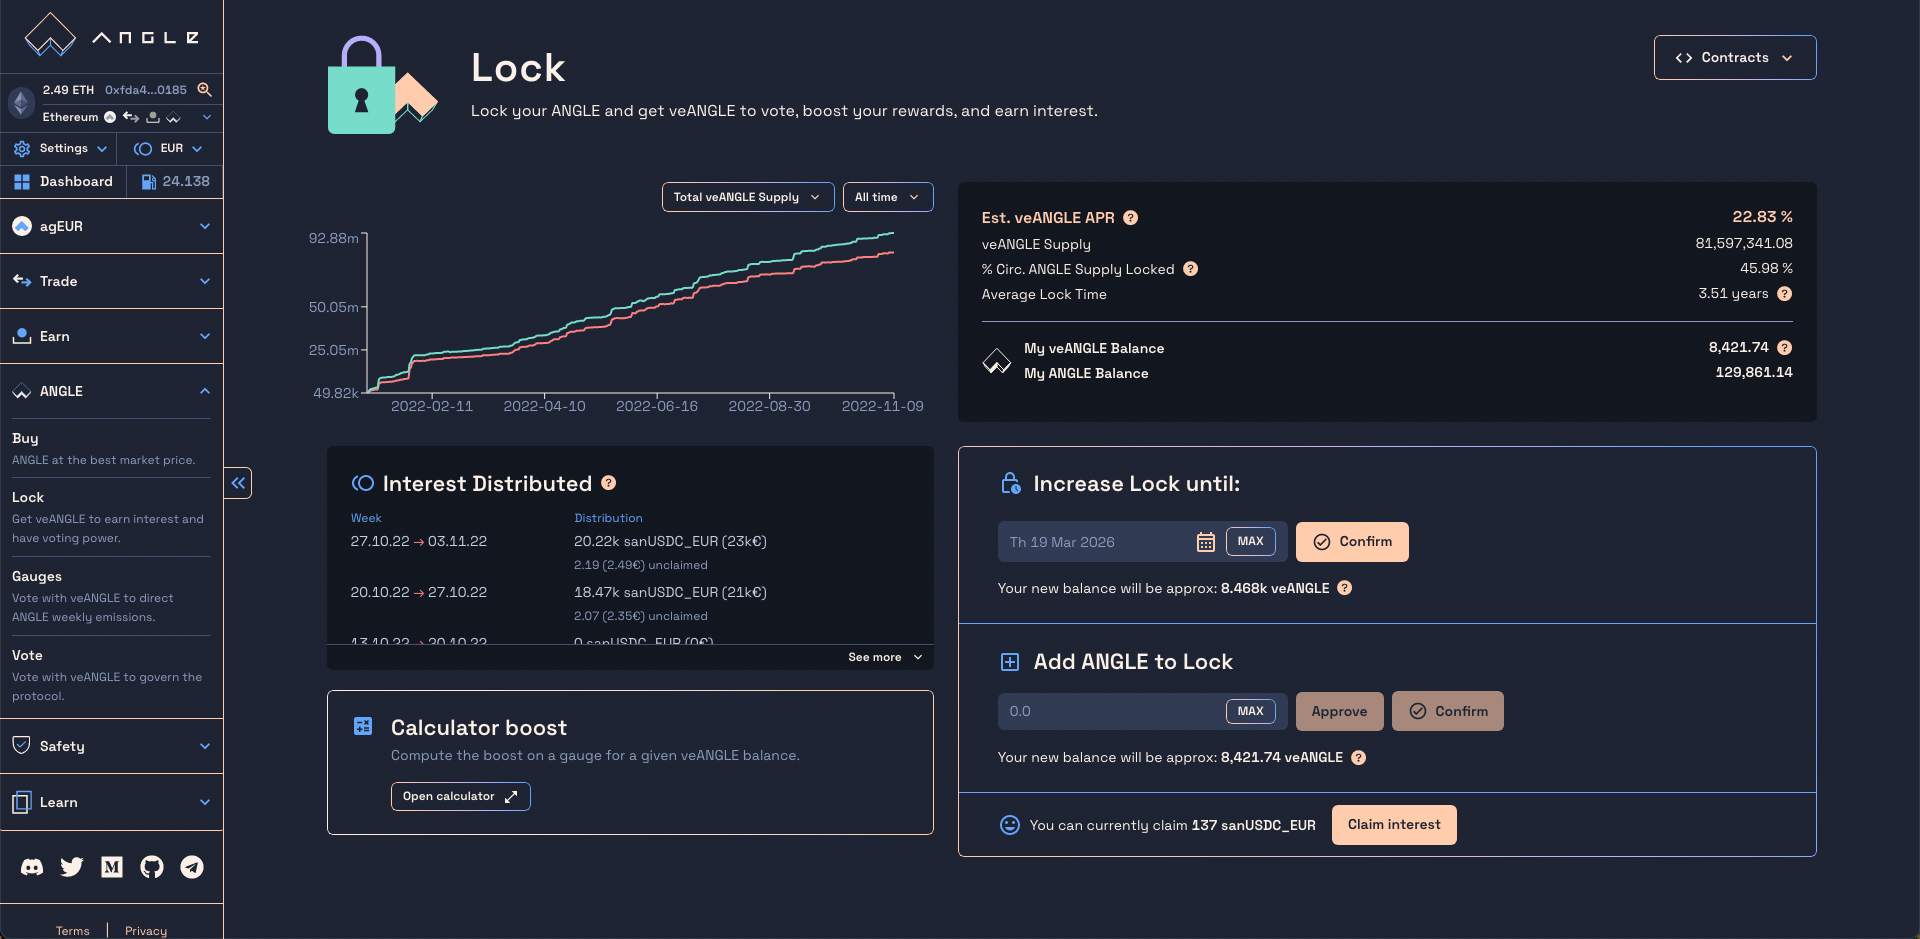 ANGLE
2.49 ETH 0xfda4...0185
Ethereum
Settings EUR
Dashboard 24.138
agEUR
Trade
Earn
ANGLE
Buy
ANGLE at the best market price.
Lock
Get veANGLE to earn interest and
have voting power.
Gauges
Vote with veANGLE to direct
ANGLE weekly emissions.
Vote
Vote with veANGLE to govern the
protocol.
Safety
Learn
Terms | Privacy
Lock
Lock your ANGLE and get veANGLE to vote, boost your rewards, and earn interest.
<> Contracts
Total veANGLE Supply All time
92.88m
50.05m
25.05m
49.82k
2022-02-11 2022-04-10 2022-06-16 2022-08-30 2022-11-09
Est. veANGLE APR ? 22.83 %
veANGLE Supply 81,597,341.08
% Circ. ANGLE Supply Locked ? 45.98 %
Average Lock Time 3.51 years ?
My veANGLE Balance 8,421.74 ?
My ANGLE Balance 129,861.14
Interest Distributed ?
Week Distribution
27.10.22 → 03.11.22 20.22k sanUSDC_EUR (23k€)
2.19 (2.49€) unclaimed
20.10.22 → 27.10.22 18.47k sanUSDC_EUR (21k€)
2.07 (2.35€) unclaimed
13.10.22 → 20.10.22 0 sanUSDC_EUR (0€)
See more
Calculator boost
Compute the boost on a gauge for a given veANGLE balance.
Open calculator
Increase Lock until:
Th 19 Mar 2026 MAX Confirm
Your new balance will be approx: 8.468k veANGLE ?
Add ANGLE to Lock
0.0 MAX Approve Confirm
Your new balance will be approx: 8,421.74 veANGLE ?
You can currently claim 137 sanUSDC_EUR Claim interest